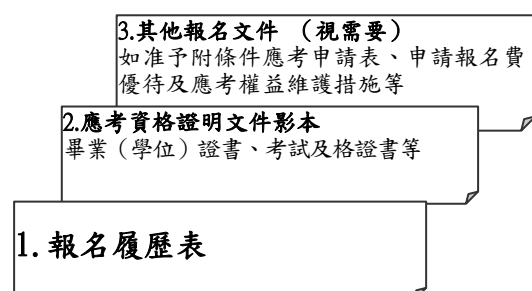 3.其他報名文件 （視需要）
如准予附條件應考申請表、申請報名費
優待及應考權益維護措施等
2.應考資格證明文件影本
畢業（學位）證書、考試及格證書等
1.報名履歷表